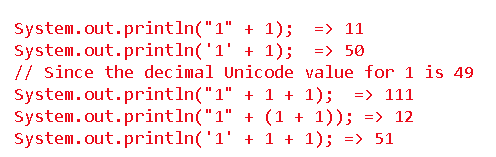 System.out.println("1" + 1);  => 11
System.out.println('1' + 1);  => 50
// Since the decimal Unicode value for 1 is 49
System.out.println("1" + 1 + 1);  => 111
System.out.println("1" + (1 + 1)); => 12
System.out.println('1' + 1 + 1); => 51